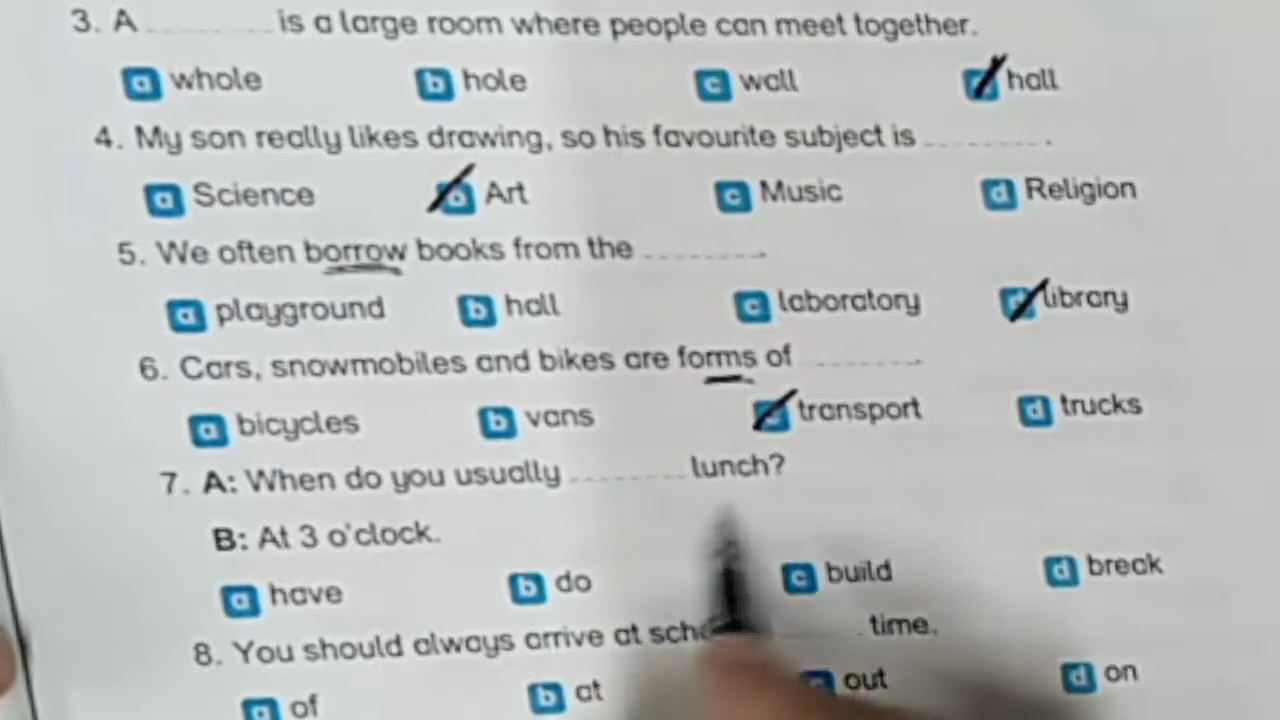 3. A ........ is a large room where people can meet together.
a whole b hole c wall hall
4. My son really likes drawing, so his favourite subject is ........ .
a Science b Art c Music d Religion
5. We often borrow books from the ........ .
a playground b hall c laboratory d library
6. Cars, snowmobiles and bikes are forms of ........ .
a bicycles b vans transport d trucks
7. A: When do you usually ........ lunch?
B: At 3 o'clock.
a have b do c build d break
8. You should always arrive at ........ time.
a of b at out d on